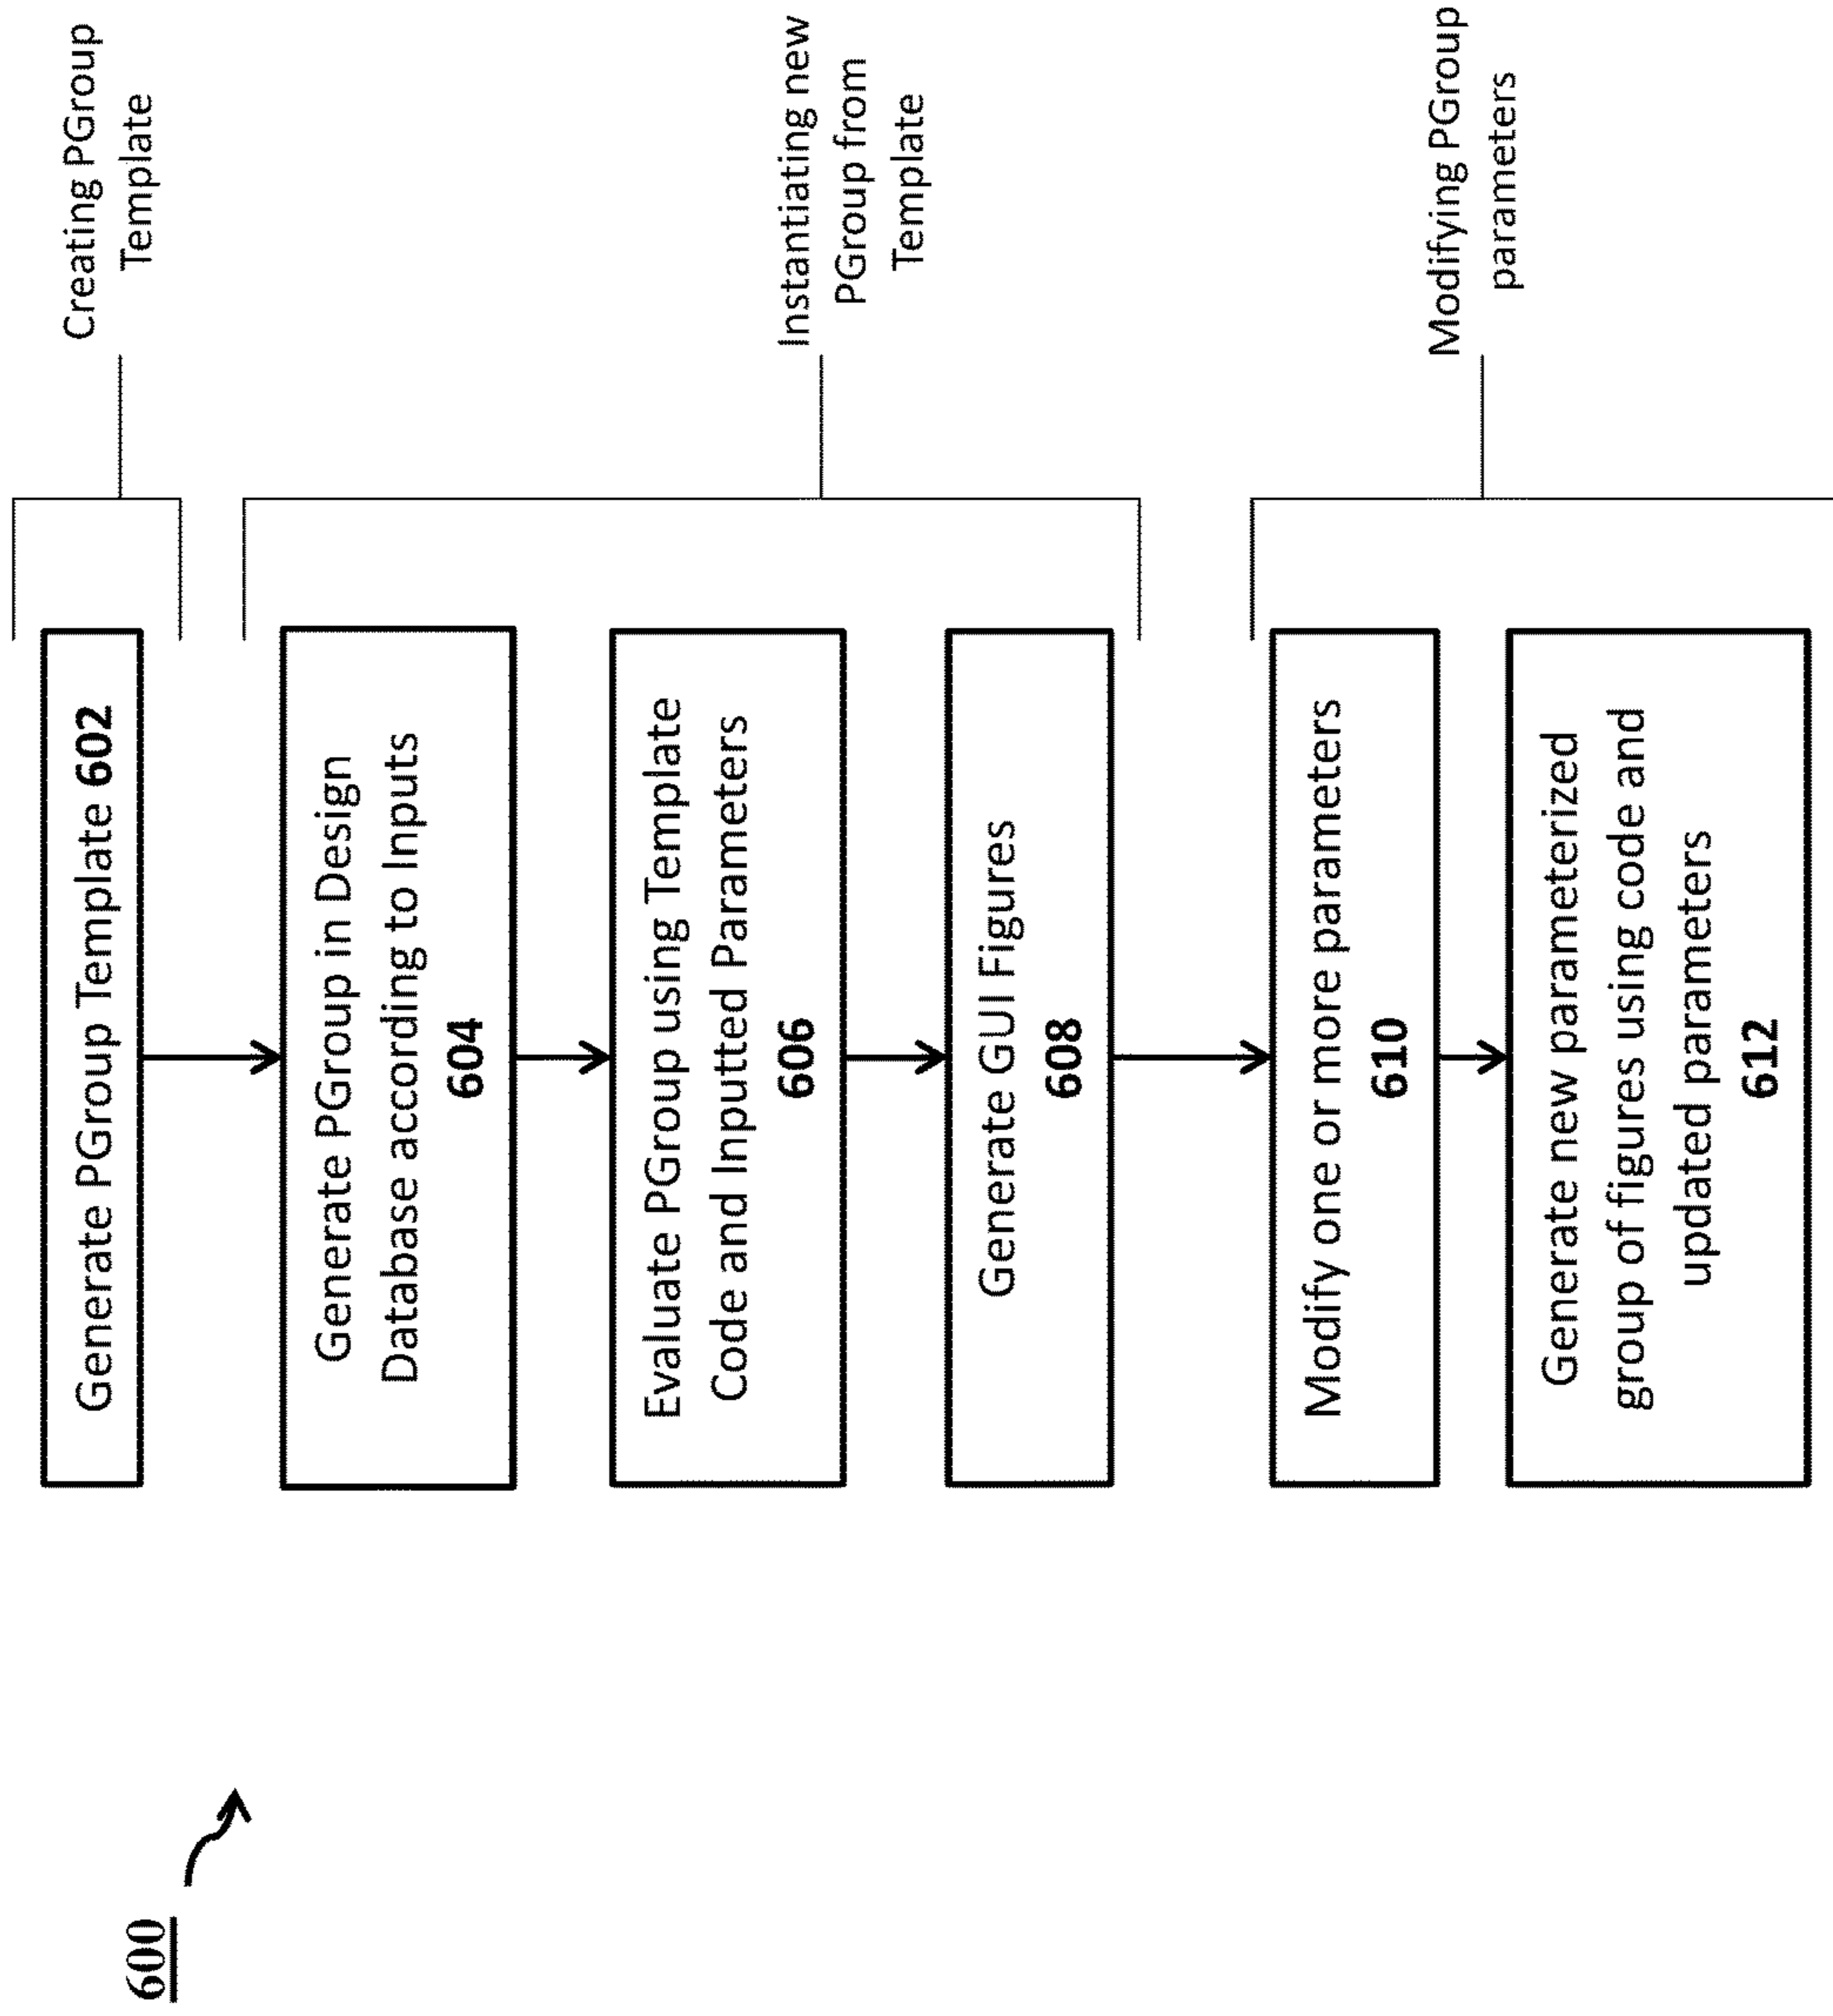 600
Generate PGroup Template 602
Creating PGroup
Template
Generate PGroup in Design
Database according to Inputs
604
Evaluate PGroup using Template
Code and Inputted Parameters
606
Generate GUI Figures
608
Instantiating new
PGroup from
Template
Modify one or more parameters
610
Generate new parameterized
group of figures using code and
updated parameters
612
Modifying PGroup
parameters